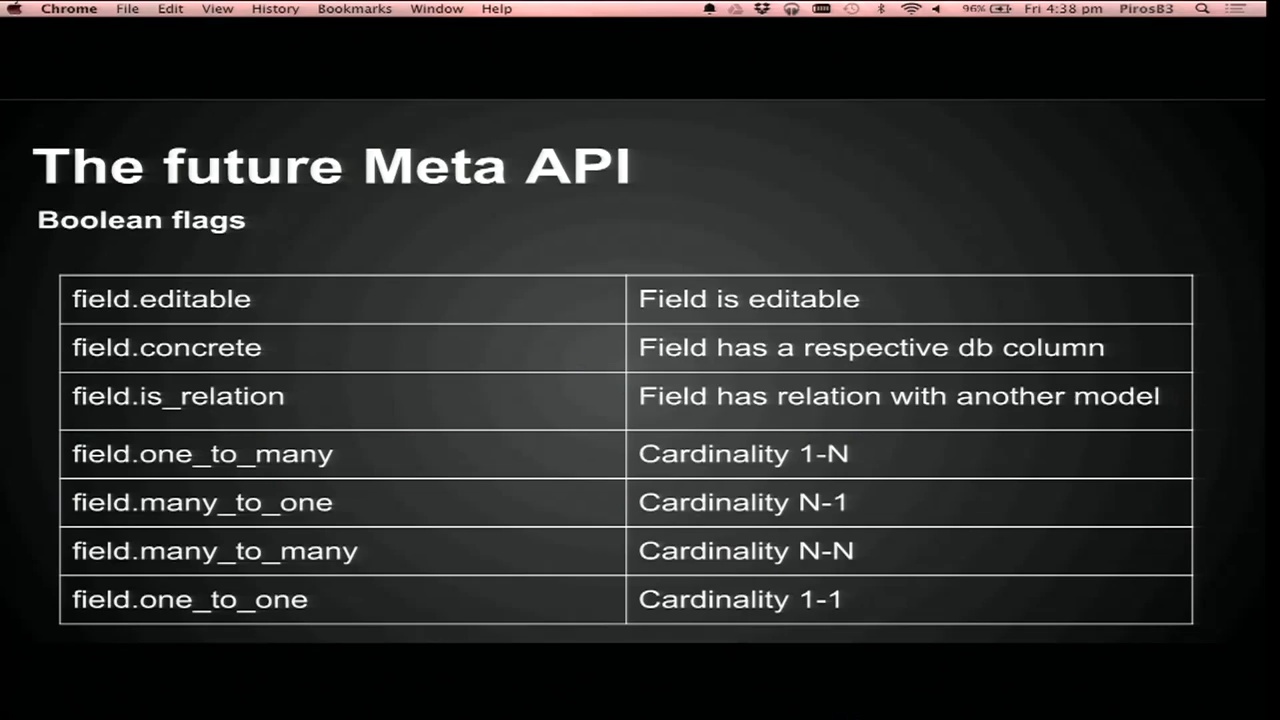 Chrome File Edit View History Bookmarks Window Help 96% Fri 4:38 pm PirosB3
The future Meta API
Boolean flags
field.editable Field is editable
field.concrete Field has a respective db column
field.is_relation Field has relation with another model
field.one_to_many Cardinality 1-N
field.many_to_one Cardinality N-1
field.many_to_many Cardinality N-N
field.one_to_one Cardinality 1-1